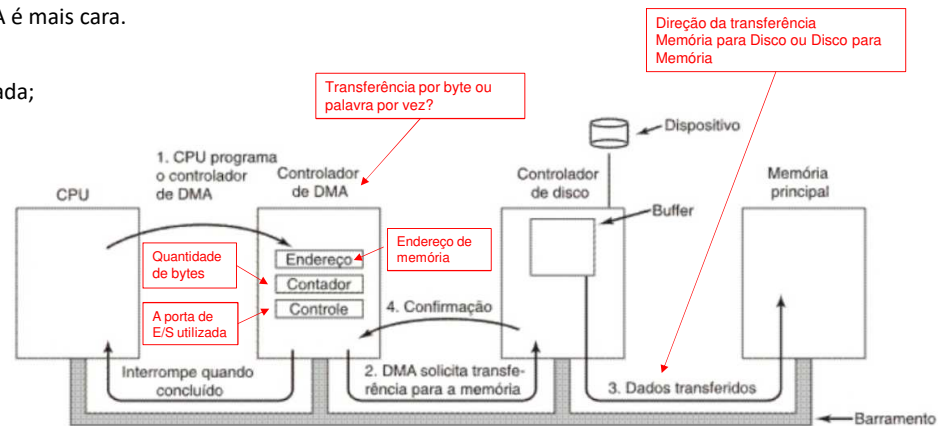 A é mais cara.
ada;
Direção da transferência
Memória para Disco ou Disco para
Memória
Transferência por byte ou
palavra por vez?
Dispositivo
1. CPU programa
o controlador
de DMA
CPU
Controlador
de DMA
Controlador
de disco
Memória
principal
Buffer
Quantidade
de bytes
Endereço
Endereço de
memória
Contador
A porta de
E/S utilizada
Controle
4. Confirmação
Interrompe quando
concluído
2. DMA solicita transfe-
rência para a memória
3. Dados transferidos
Barramento